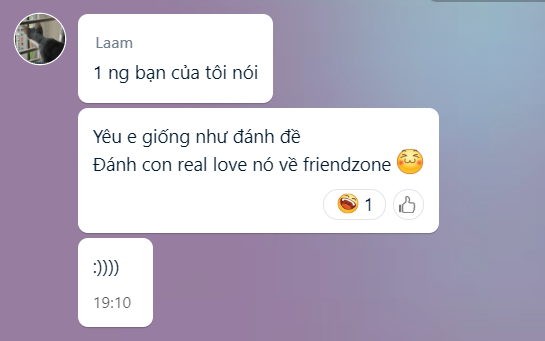 Laam
1 ng bạn của tôi nói
Yêu e giống như đánh đề
Đánh con real love nó về friendzone
1
:))))
19:10